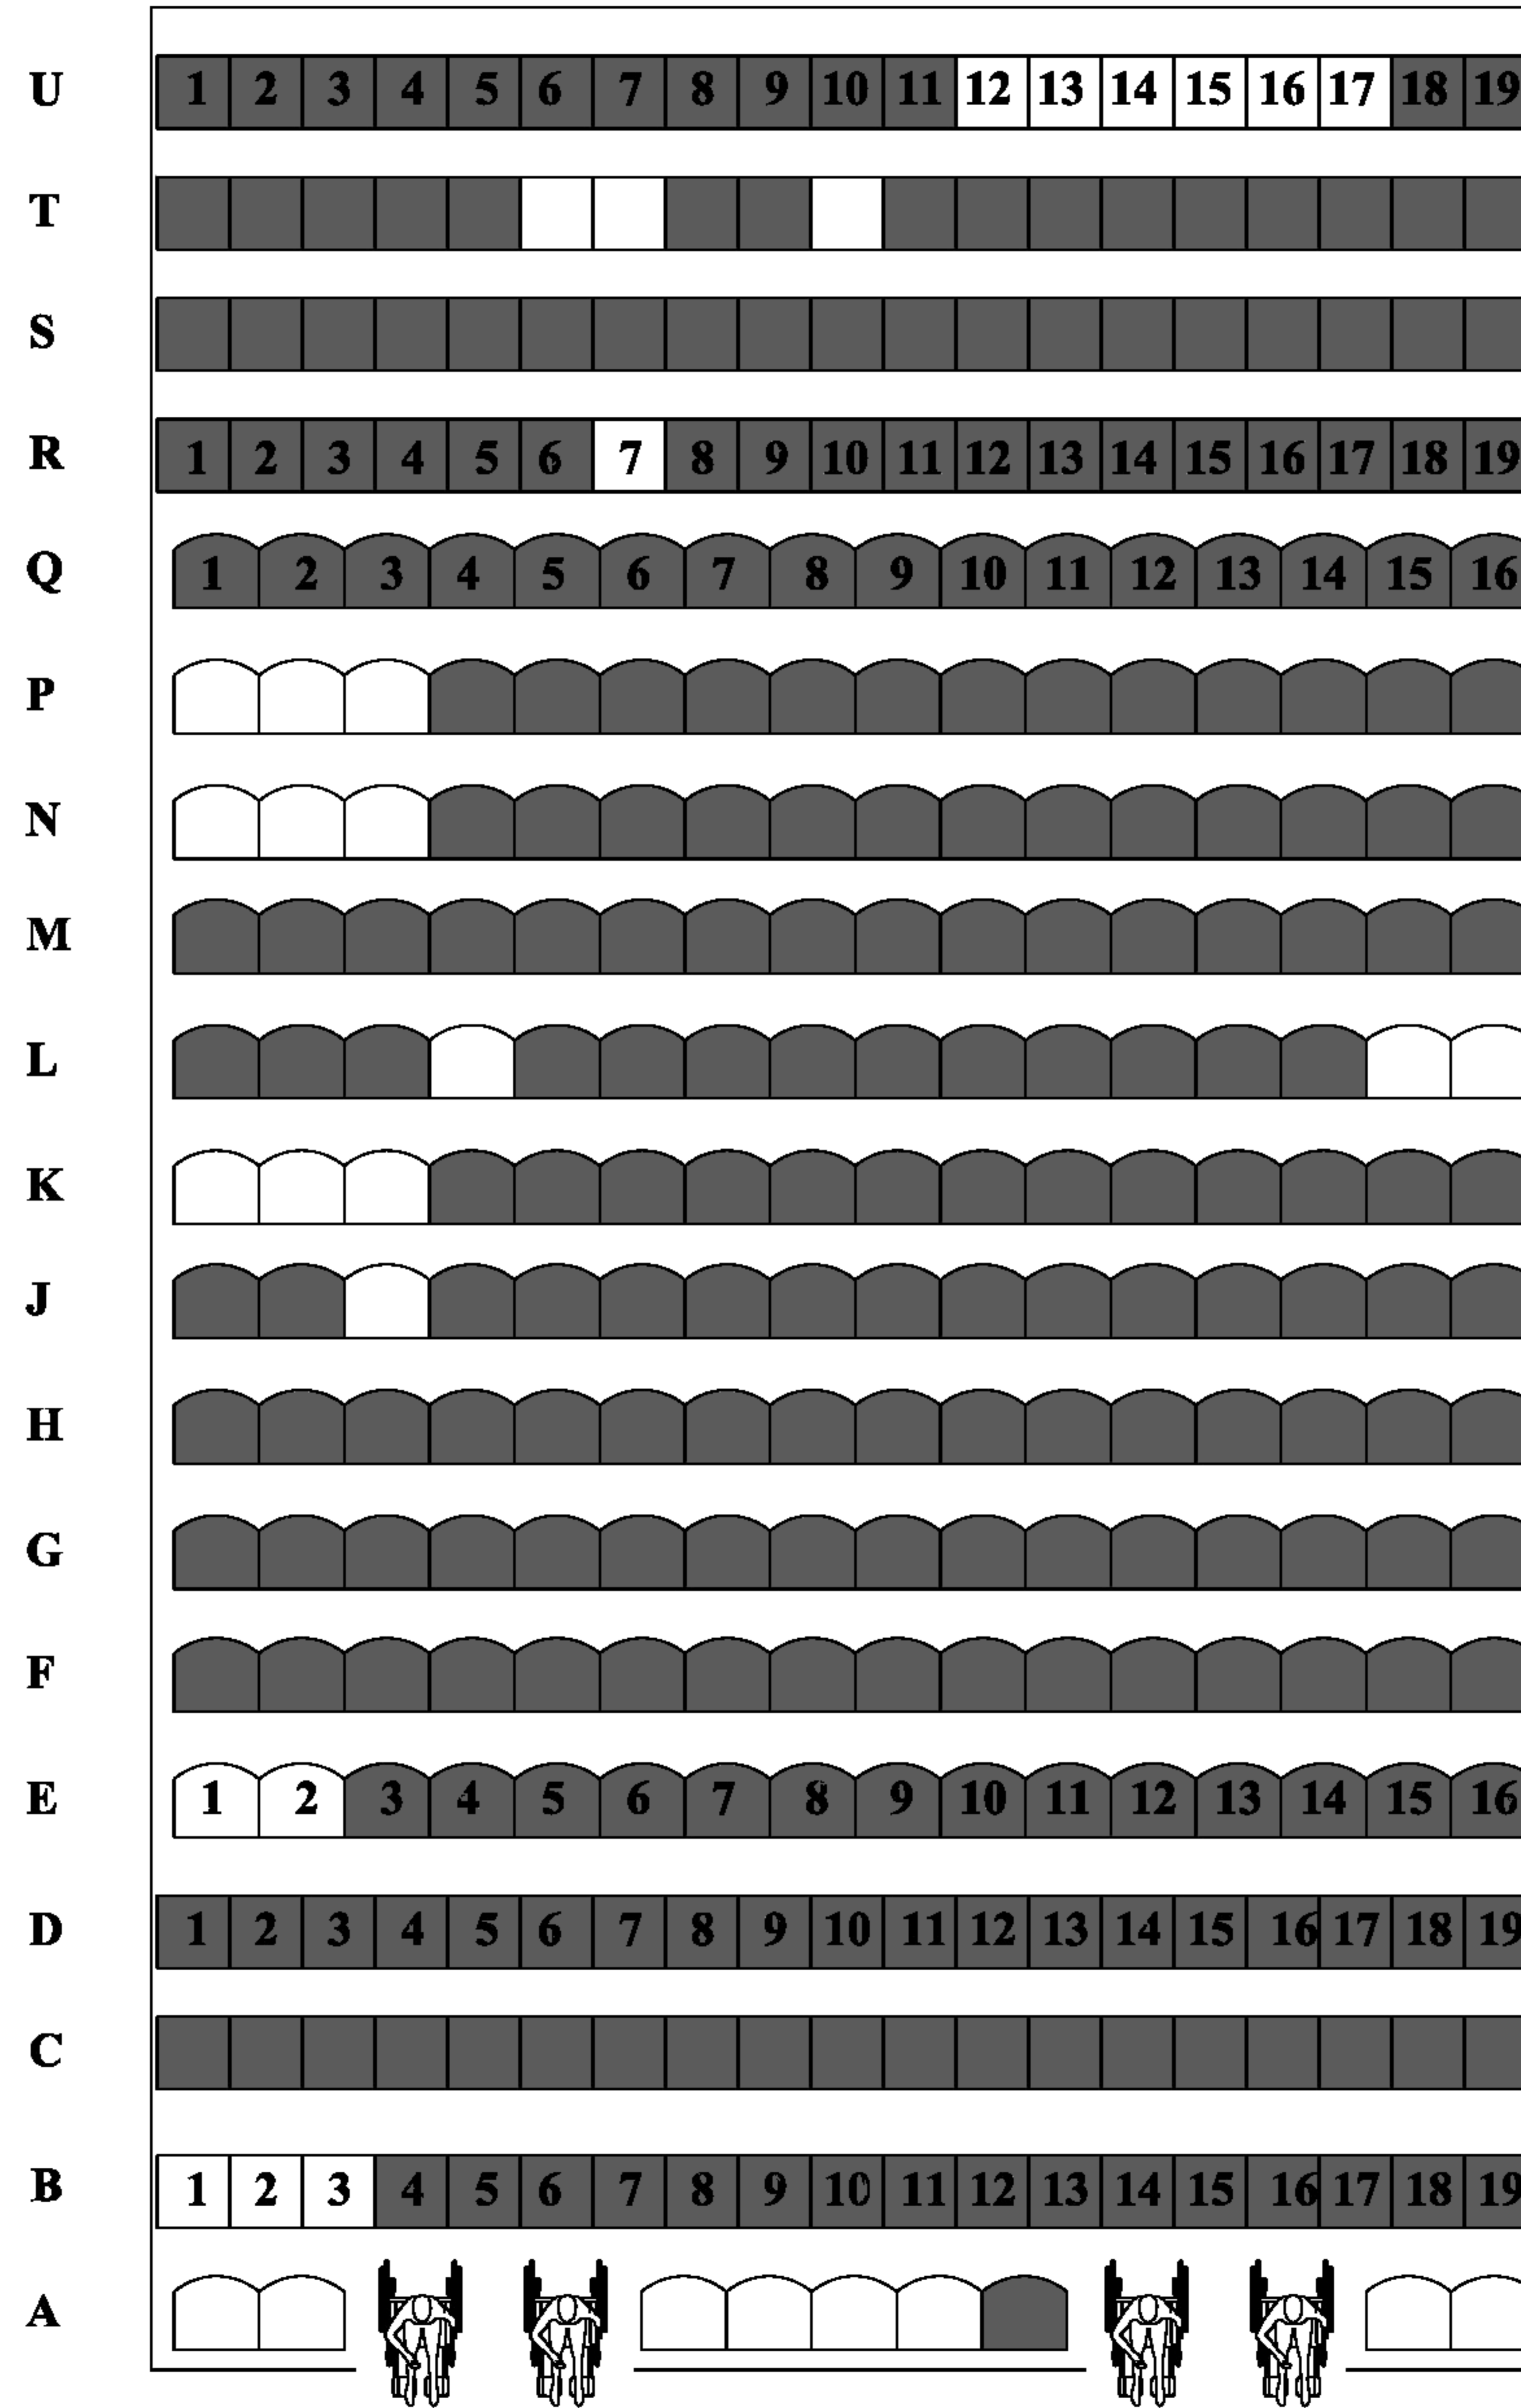 U 1 2 3 4 5 6 7 8 9 10 11 12 13 14 15 16 17 18 19
T
S
R 1 2 3 4 5 6 7 8 9 10 11 12 13 14 15 16 17 18 19
Q 1 2 3 4 5 6 7 8 9 10 11 12 13 14 15 16
P
N
M
L
K
J
H
G
F
E 1 2 3 4 5 6 7 8 9 10 11 12 13 14 15 16
D 1 2 3 4 5 6 7 8 9 10 11 12 13 14 15 16 17 18 19
C
B 1 2 3 4 5 6 7 8 9 10 11 12 13 14 15 16 17 18 19
A